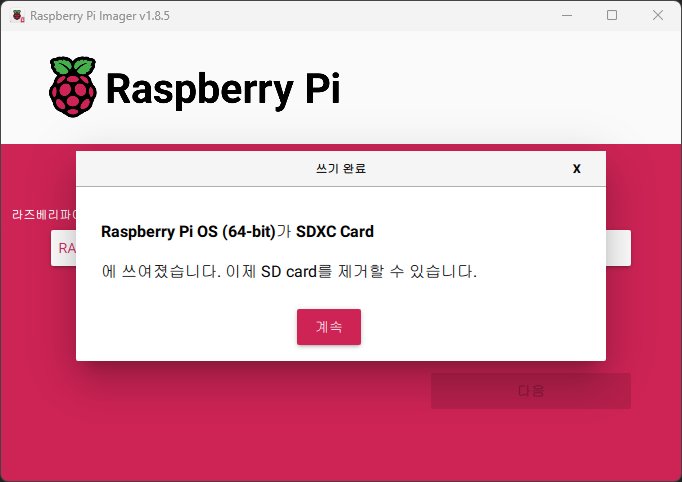 Raspberry Pi Imager v1.8.5
Raspberry Pi
쓰기 완료
X
라즈베리파이
RA
Raspberry Pi OS (64-bit)가 SDXC Card
에 쓰여졌습니다. 이제 SD card를 제거할 수 있습니다.
계속
다음